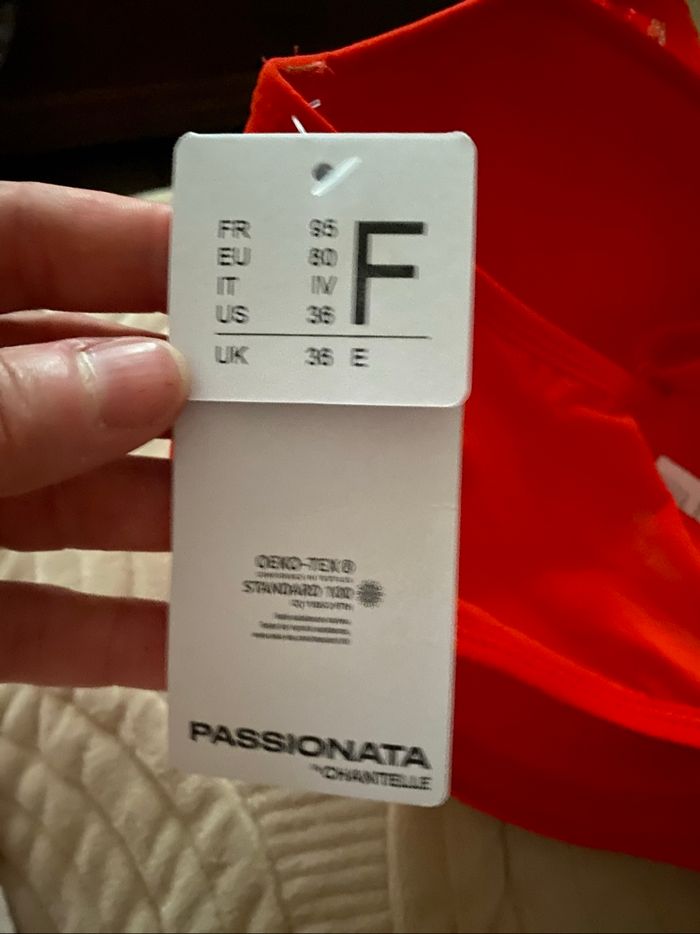 FR 95 F
EU 80
IT IV
US 36
UK 36 E
OEKO-TEX®
STANDARD 100
PASSIONATA
BY CHANTELLE